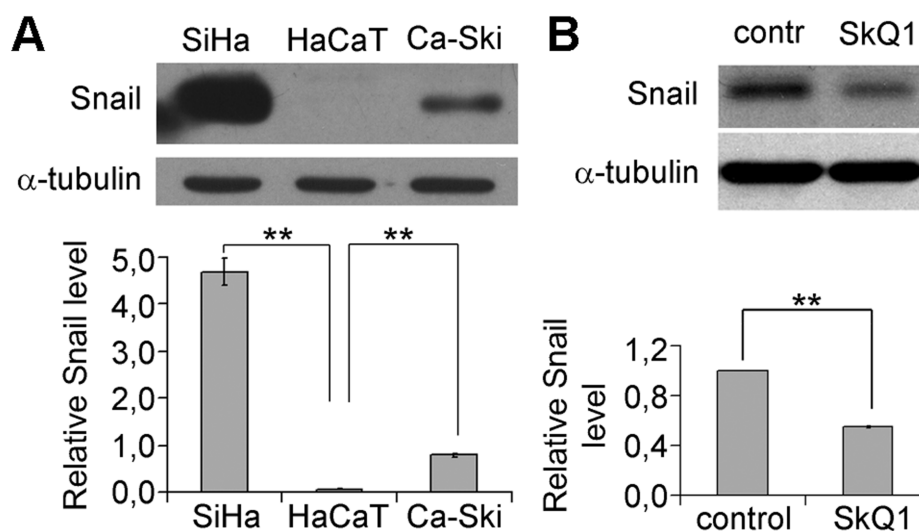 A
SiHa HaCaT Ca-Ski
Snail
α-tubulin
** **
Relative Snail level
5,0
4,0
3,0
2,0
1,0
0,0
SiHa HaCaT Ca-Ski
B
contr SkQ1
Snail
α-tubulin
**
Relative Snail
level
1,2
0,8
0,4
0,0
control SkQ1